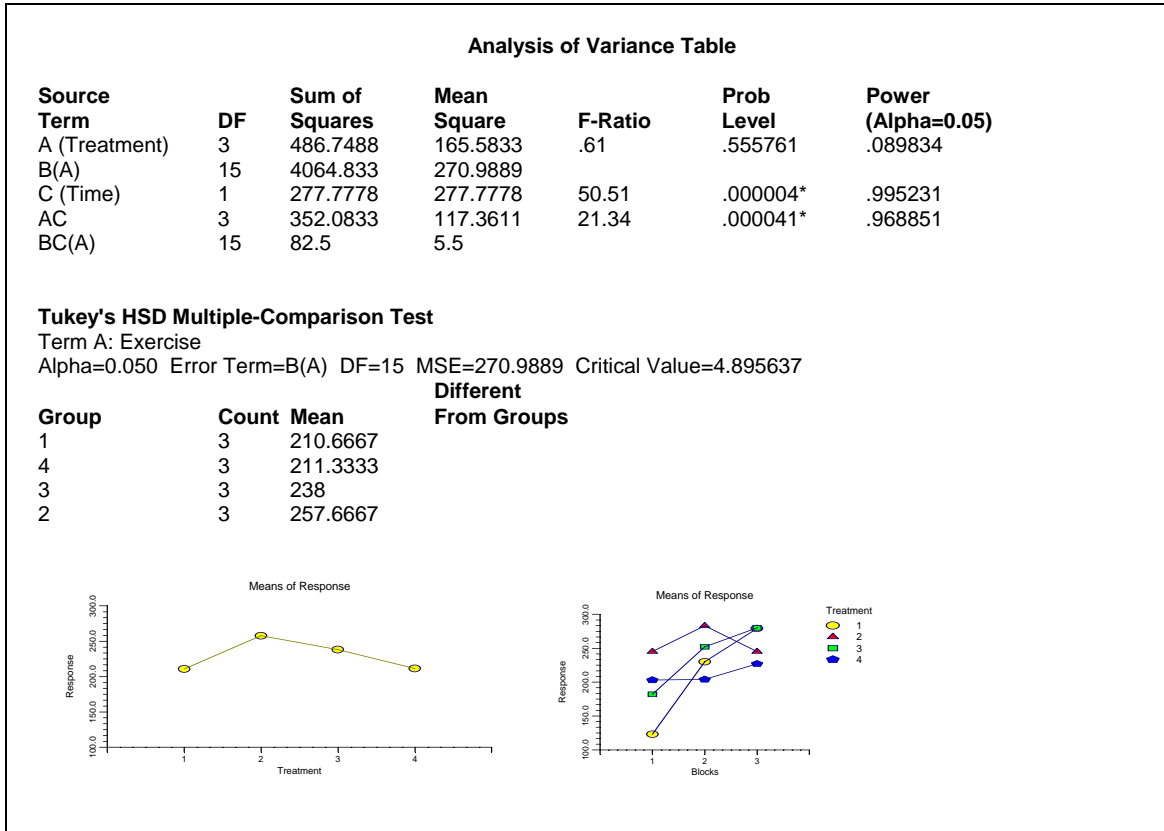 Analysis of Variance Table
Source Sum of Mean Prob Power
Term DF Squares Square F-Ratio Level (Alpha=0.05)
A (Treatment) 3 486.7488 165.5833 .61 .555761 .089834
B(A) 15 4064.833 270.9889
C (Time) 1 277.7778 277.7778 50.51 .000004* .995231
AC 3 352.0833 117.3611 21.34 .000041* .968851
BC(A) 15 82.5 5.5
Tukey's HSD Multiple-Comparison Test
Term A: Exercise
Alpha=0.050 Error Term=B(A) DF=15 MSE=270.9889 Critical Value=4.895637
Different
Group Count Mean From Groups
1 3 210.6667
4 3 211.3333
3 3 238
2 3 257.6667
Means of Response
300.0
250.0
200.0
150.0
100.0
Response
1 2 3 4
Treatment
Means of Response
300.0
250.0
200.0
150.0
100.0
Response
1 2 3
Blocks
Treatment
1
2
3
4